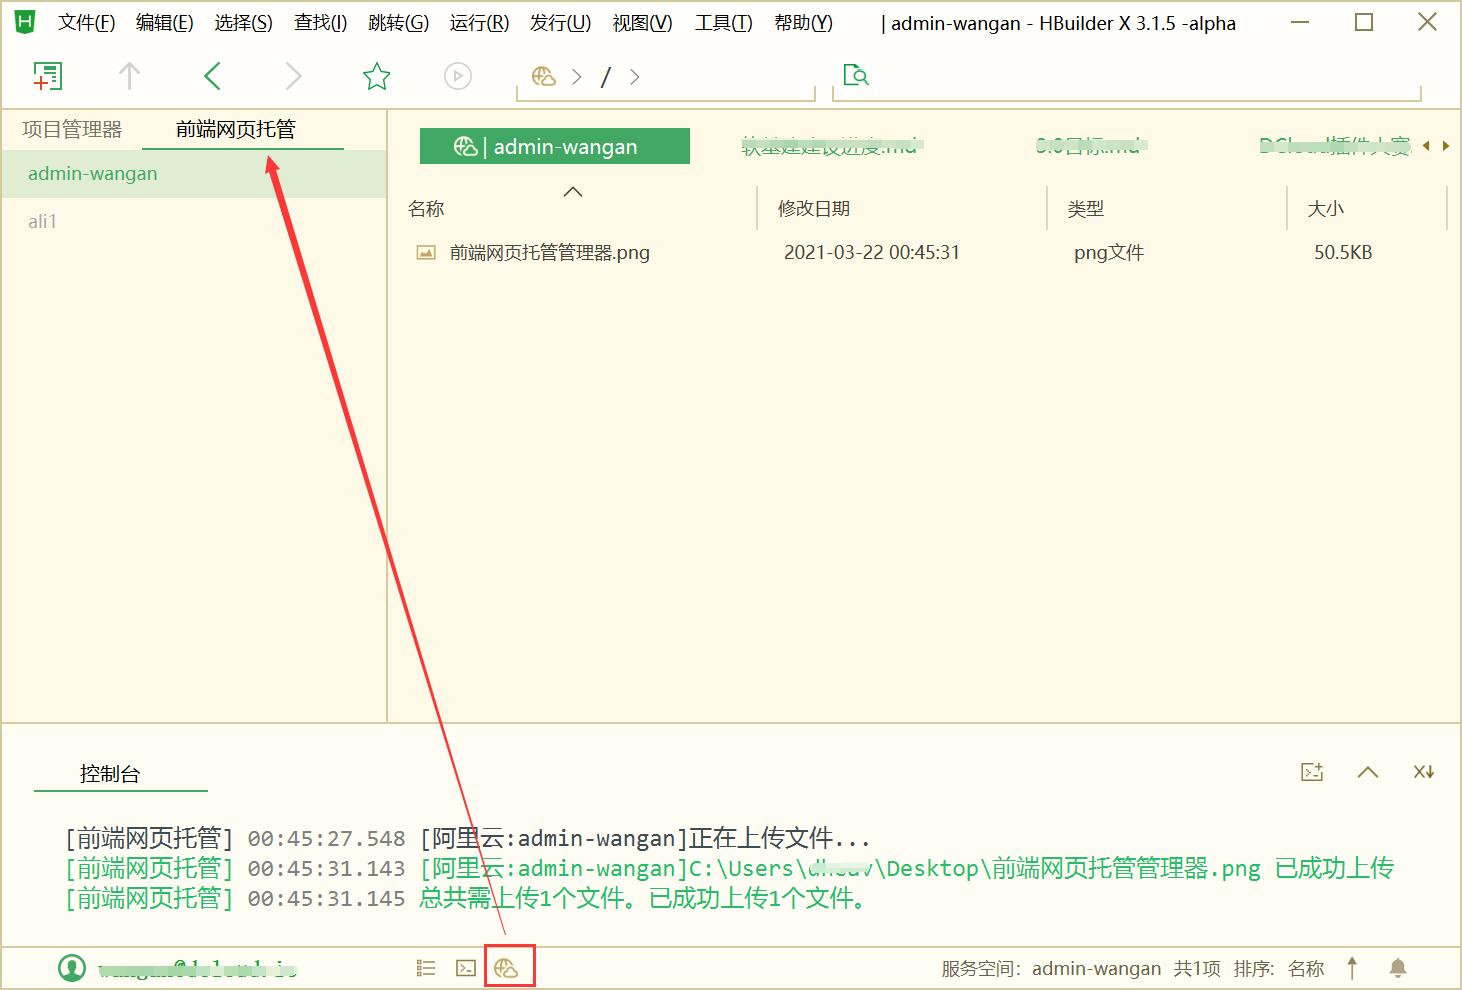 文件(F) 编辑(E) 选择(S) 查找(I) 跳转(G) 运行(R) 发行(U) 视图(V) 工具(T) 帮助(Y) | admin-wangan - HBuilder X 3.1.5 -alpha
/
项目管理器 前端网页托管
admin-wangan
ali1
| admin-wangan
名称 修改日期 类型 大小
前端网页托管管理器.png 2021-03-22 00:45:31 png文件 50.5KB
控制台
[前端网页托管] 00:45:27.548 [阿里云:admin-wangan]正在上传文件...
[前端网页托管] 00:45:31.143 [阿里云:admin-wangan]C:\Users\ \Desktop\前端网页托管管理器.png 已成功上传
[前端网页托管] 00:45:31.145 总共需上传1个文件。已成功上传1个文件。
服务空间: admin-wangan 共1项 排序: 名称